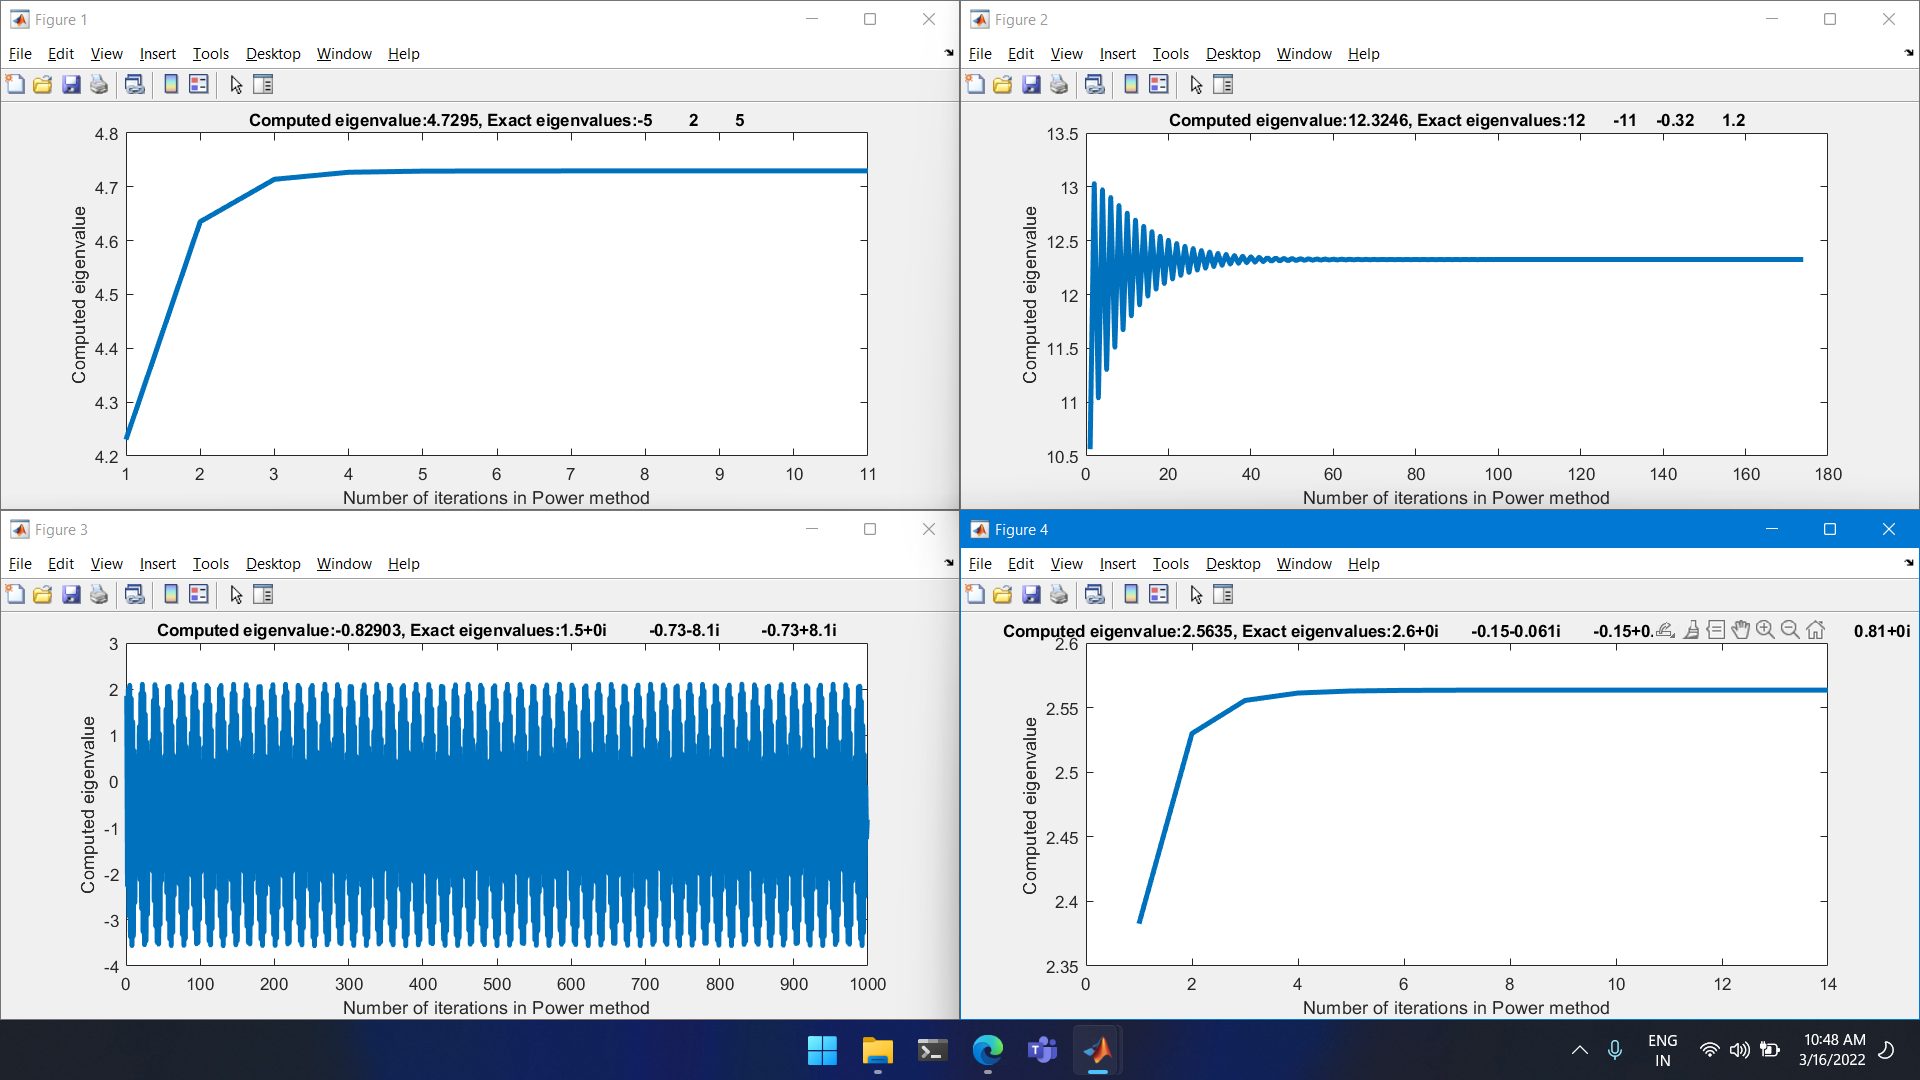 Figure 1
File Edit View Insert Tools Desktop Window Help
Computed eigenvalue:4.7295, Exact eigenvalues:-5 2 5
4.8
4.7
4.6
4.5
4.4
4.3
4.2
Computed eigenvalue
1 2 3 4 5 6 7 8 9 10 11
Number of iterations in Power method
Figure 2
File Edit View Insert Tools Desktop Window Help
Computed eigenvalue:12.3246, Exact eigenvalues:12 -11 -0.32 1.2
13.5
13
12.5
12
11.5
11
10.5
Computed eigenvalue
0 20 40 60 80 100 120 140 160 180
Number of iterations in Power method
Figure 3
File Edit View Insert Tools Desktop Window Help
Computed eigenvalue:-0.82903, Exact eigenvalues:1.5+0i -0.73-8.1i -0.73+8.1i
3
2
1
0
-1
-2
-3
-4
Computed eigenvalue
0 100 200 300 400 500 600 700 800 900 1000
Number of iterations in Power method
Figure 4
File Edit View Insert Tools Desktop Window Help
Computed eigenvalue:2.5635, Exact eigenvalues:2.6+0i -0.15-0.061i -0.15+0. 0.81+0i
2.6
2.55
2.5
2.45
2.4
2.35
Computed eigenvalue
0 2 4 6 8 10 12 14
Number of iterations in Power method
ENG
IN
10:48 AM
3/16/2022